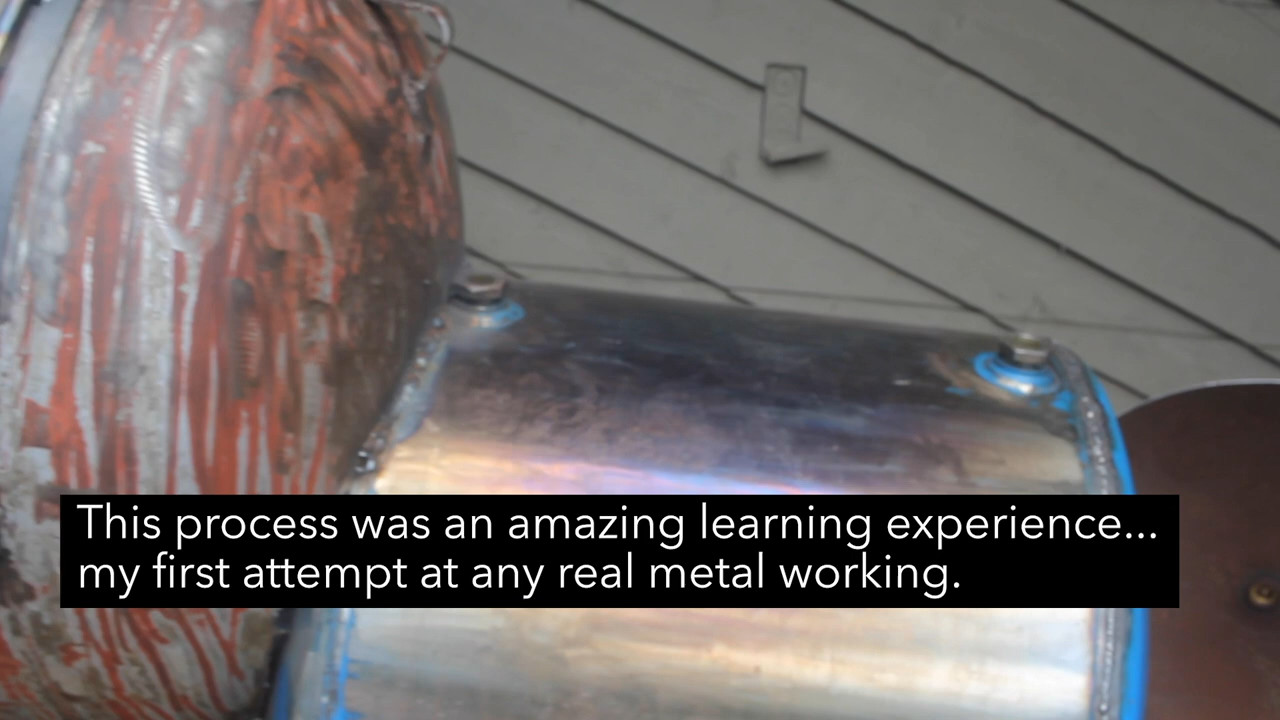 This process was an amazing learning experience...
my first attempt at any real metal working.